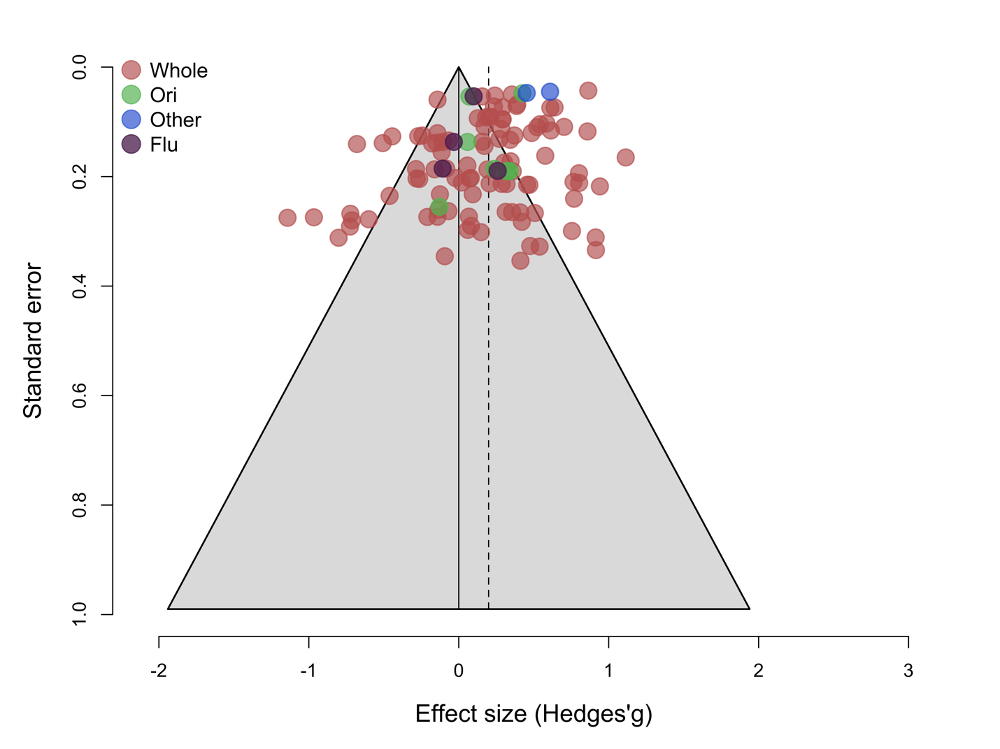 Whole
Ori
Other
Flu
0.0
0.2
0.4
0.6
0.8
1.0
Standard error
-2 -1 0 1 2 3
Effect size (Hedges'g)